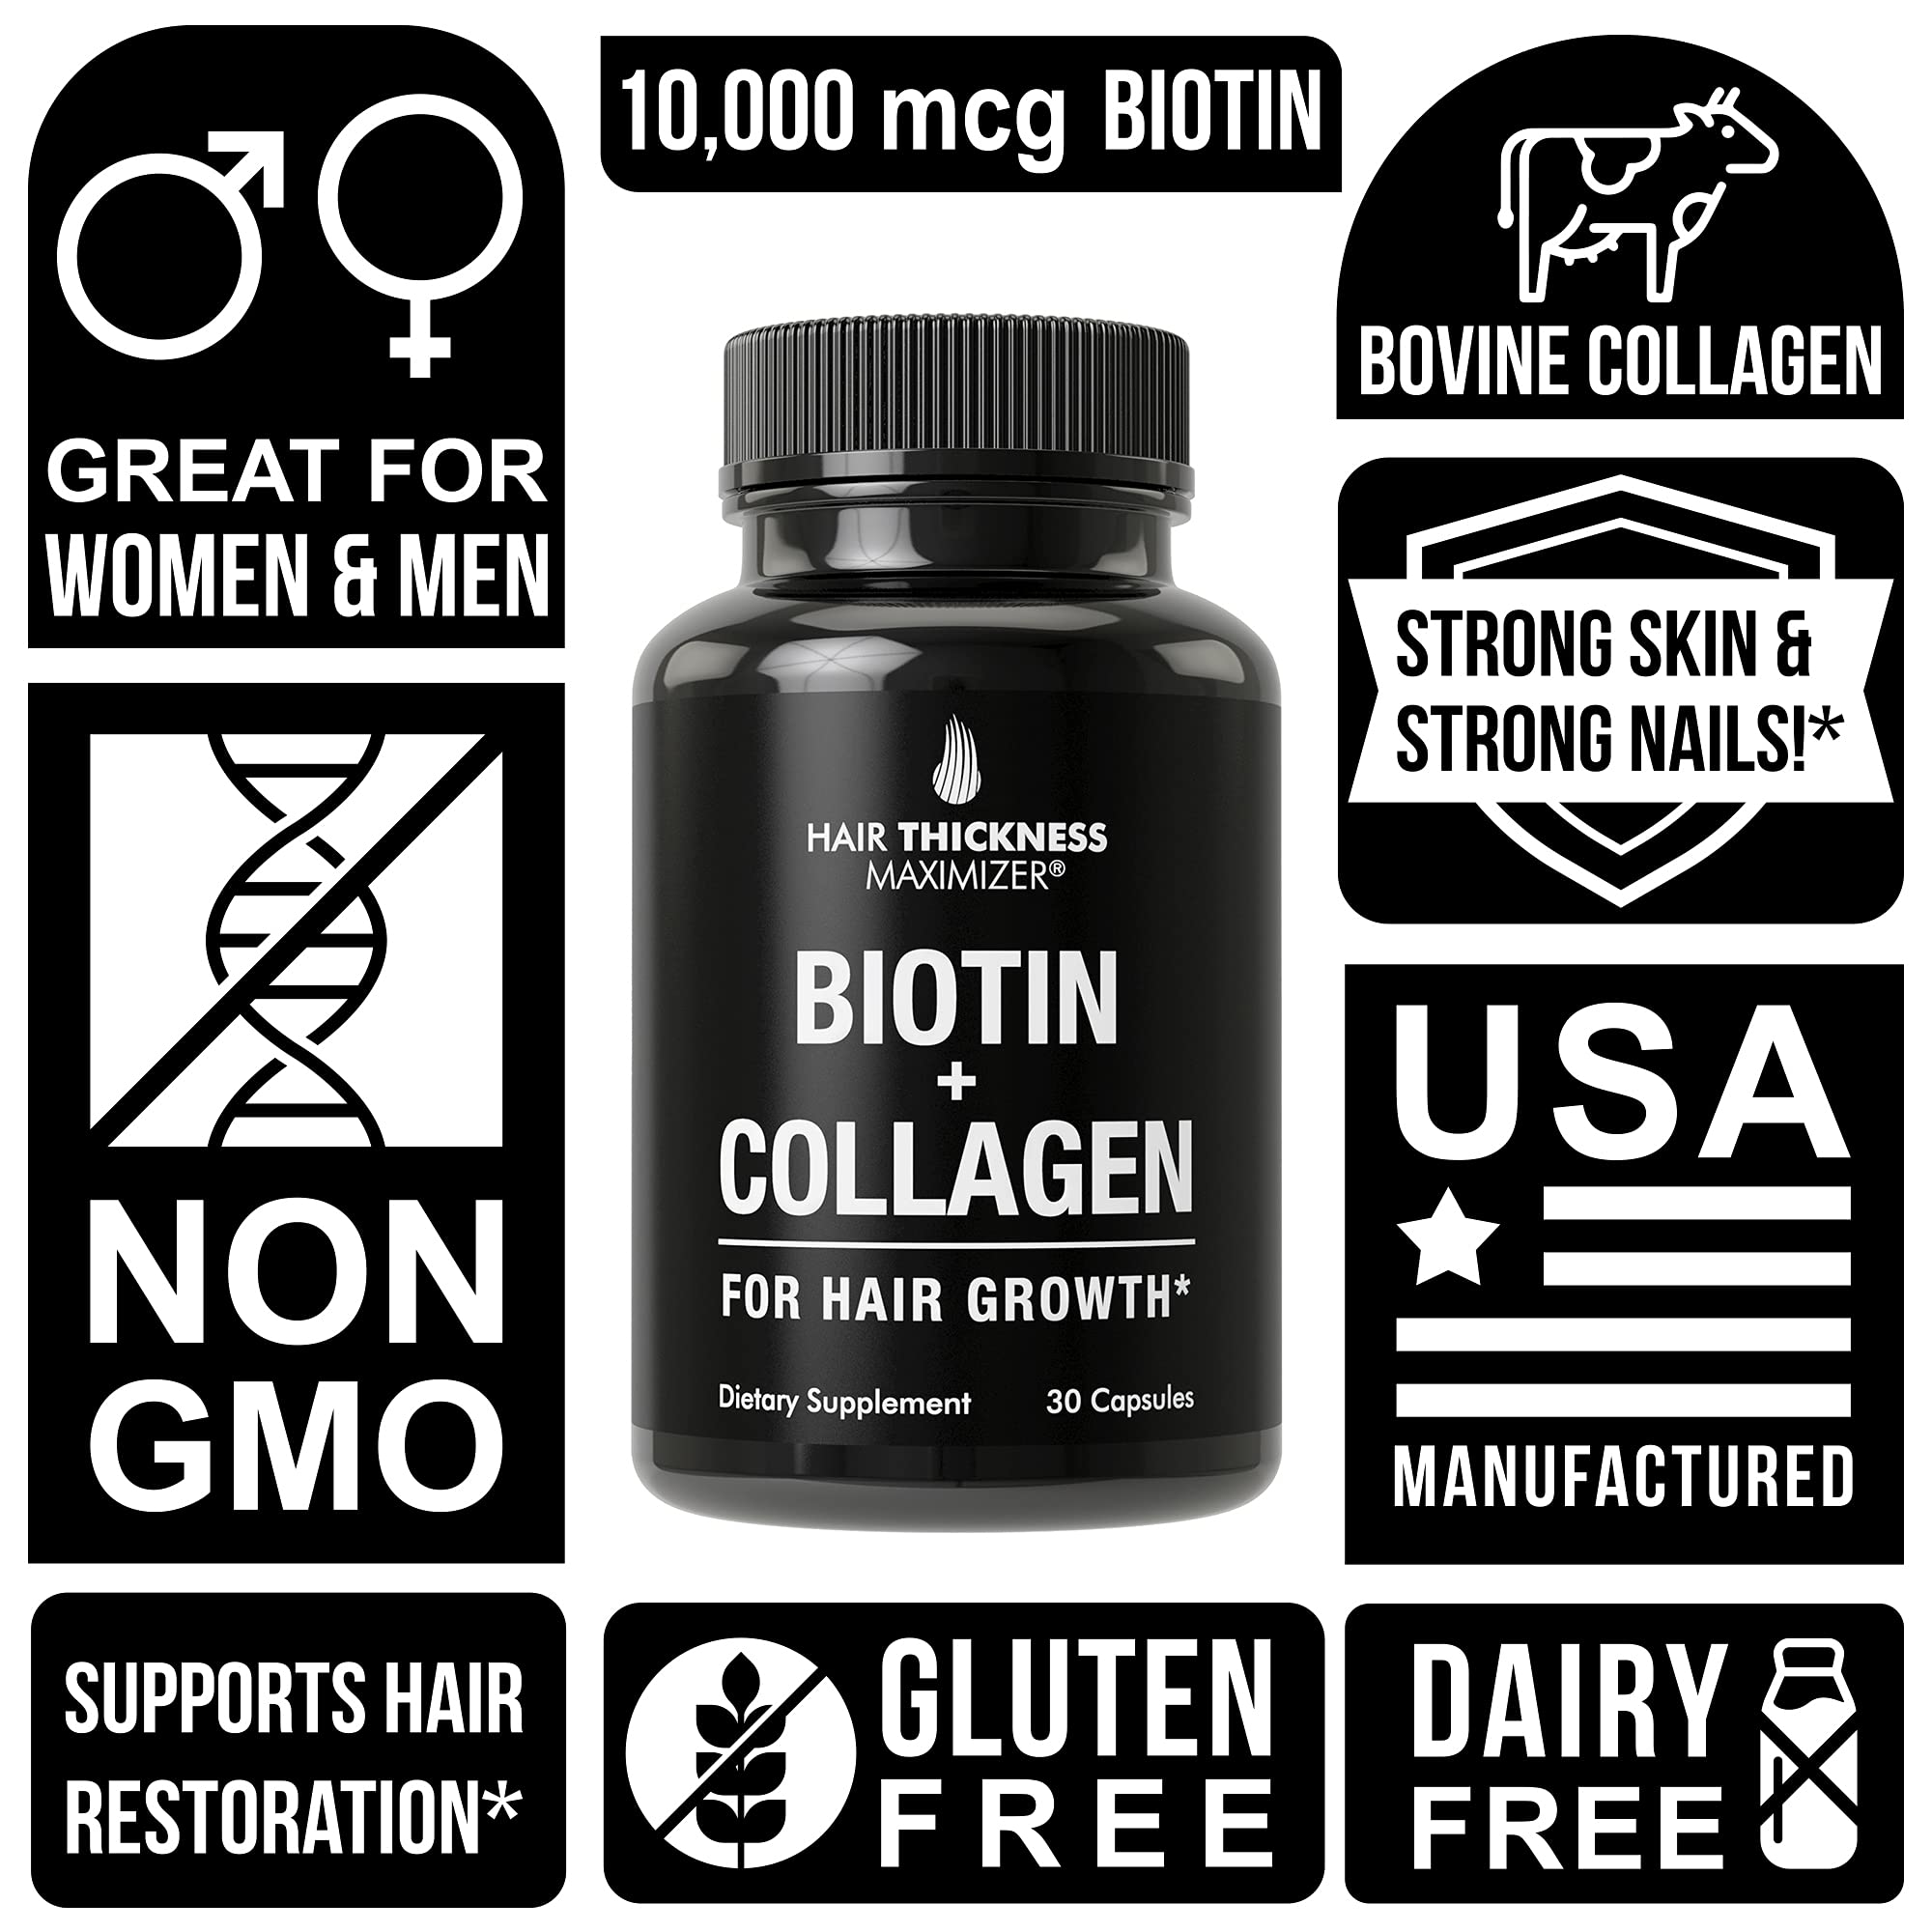 10,000 mcg BIOTIN
GREAT FOR
WOMEN & MEN
BOVINE COLLAGEN
STRONG SKIN &
STRONG NAILS!*
HAIR THICKNESS
MAXIMIZER®
BIOTIN
+
COLLAGEN
FOR HAIR GROWTH*
Dietary Supplement 30 Capsules
NON
GMO
USA
MANUFACTURED
SUPPORTS HAIR
RESTORATION*
GLUTEN
FREE
DAIRY
FREE